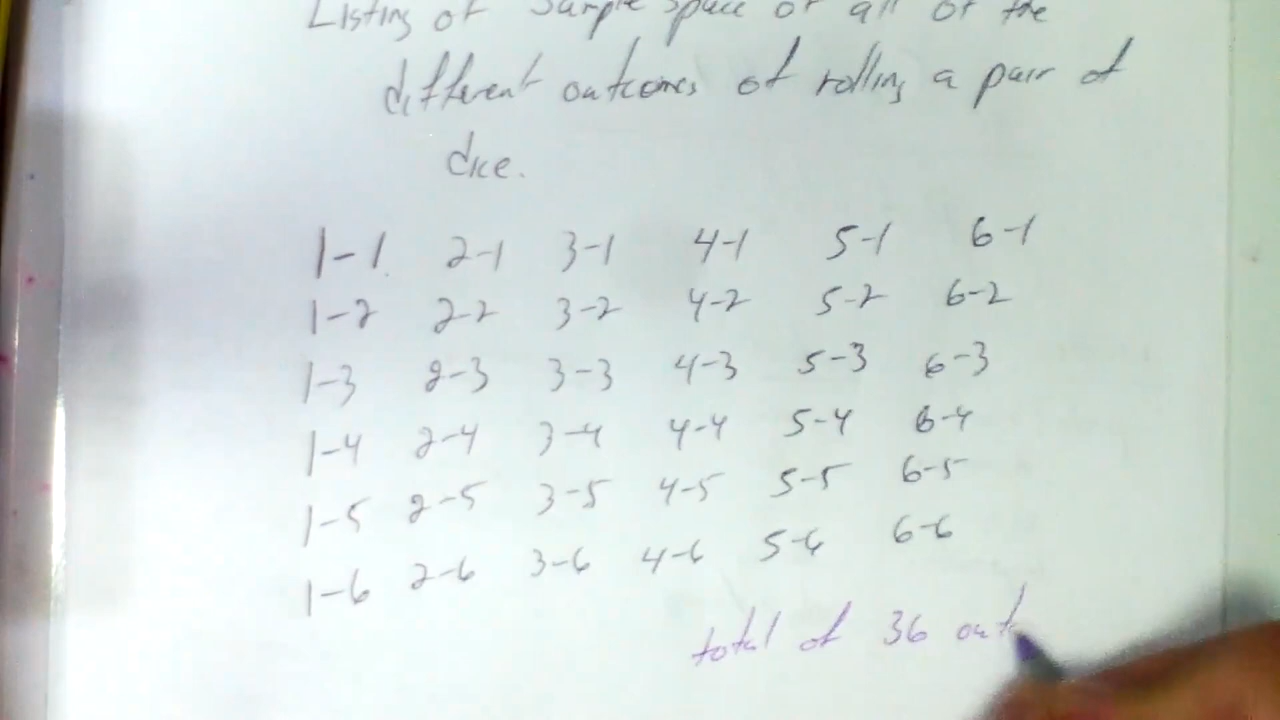 Listing of Sample Space of all of the
different outcomes of rolling a pair of
dice.
1-1 2-1 3-1 4-1 5-1 6-1
1-2 2-2 3-2 4-2 5-2 6-2
1-3 2-3 3-3 4-3 5-3 6-3
1-4 2-4 3-4 4-4 5-4 6-4
1-5 2-5 3-5 4-5 5-5 6-5
1-6 2-6 3-6 4-6 5-6 6-6
total of 36 out